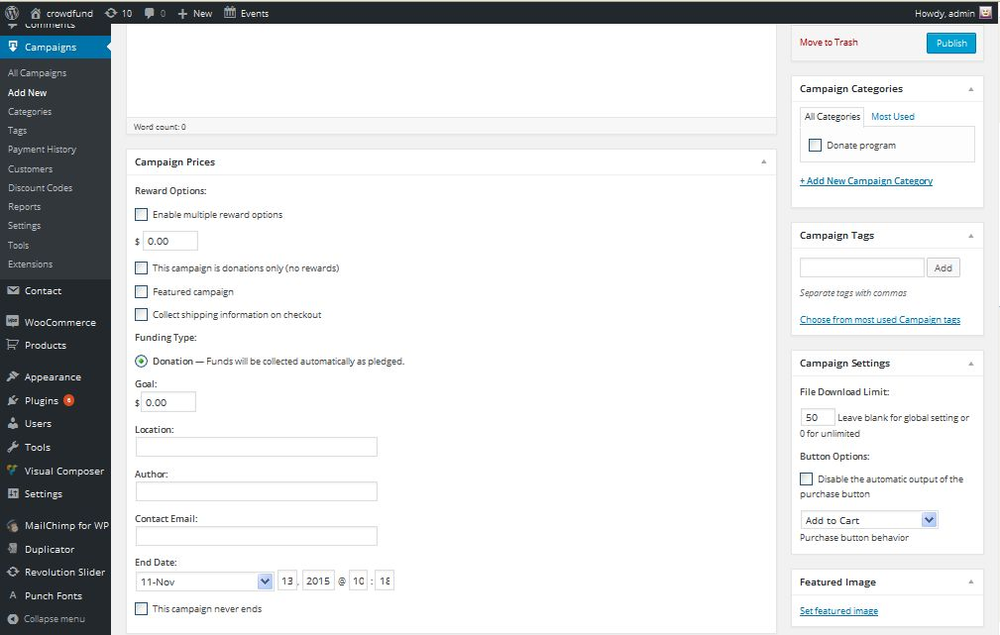 crowdfund 10 0 + New Events Howdy, admin
Comments
Campaigns
All Campaigns
Add New
Categories
Tags
Payment History
Customers
Discount Codes
Reports
Settings
Tools
Extensions
Contact
WooCommerce
Products
Appearance
Plugins 6
Users
Tools
Visual Composer
Settings
MailChimp for WP
Duplicator
Revolution Slider
Punch Fonts
Collapse menu
Word count: 0
Campaign Prices
Reward Options:
Enable multiple reward options
$ 0.00
This campaign is donations only (no rewards)
Featured campaign
Collect shipping information on checkout
Funding Type:
Donation — Funds will be collected automatically as pledged.
Goal:
$ 0.00
Location:
Author:
Contact Email:
End Date:
11-Nov 13, 2015 @ 10 : 18
This campaign never ends
Move to Trash Publish
Campaign Categories
All Categories Most Used
Donate program
+ Add New Campaign Category
Campaign Tags
Add
Separate tags with commas
Choose from most used Campaign tags
Campaign Settings
File Download Limit:
50 Leave blank for global setting or
0 for unlimited
Button Options:
Disable the automatic output of the
purchase button
Add to Cart
Purchase button behavior
Featured Image
Set featured image